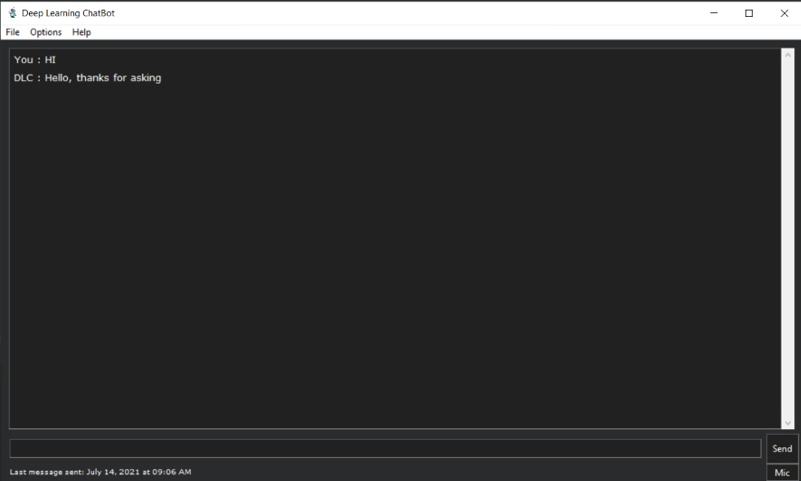 Deep Learning ChatBot
File Options Help
You : HI
DLC : Hello, thanks for asking
Send
Last message sent: July 14, 2021 at 09:06 AM
Mic